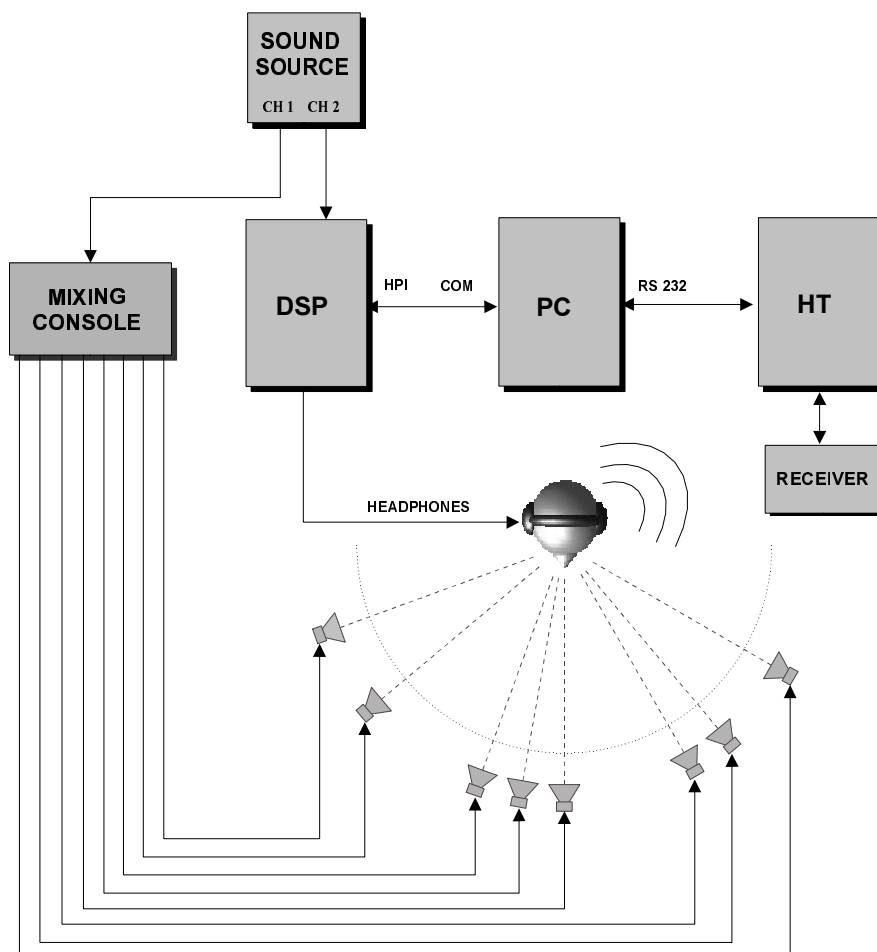 SOUND
SOURCE
CH 1 CH 2
MIXING
CONSOLE
DSP
HPI
COM
PC
RS 232
HT
RECEIVER
HEADPHONES